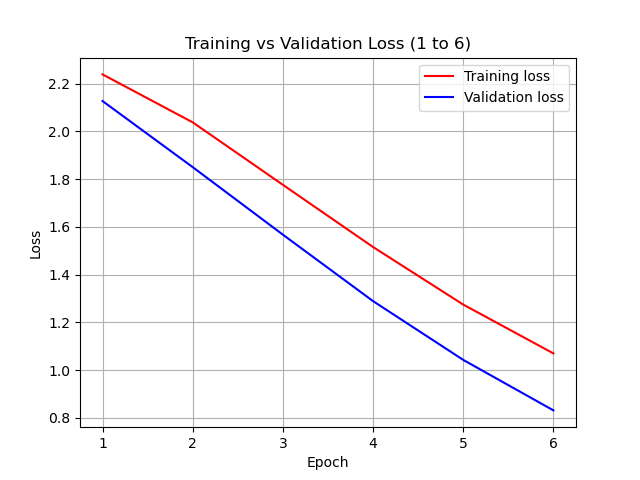 Training vs Validation Loss (1 to 6)
Training loss
Validation loss
2.2
2.0
1.8
1.6
1.4
1.2
1.0
0.8
Loss
1 2 3 4 5 6
Epoch